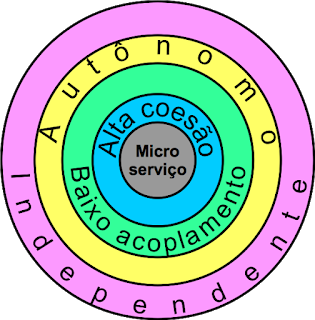 Autônomo
Alta coesão
Micro
serviço
Baixo acoplamento
Independente